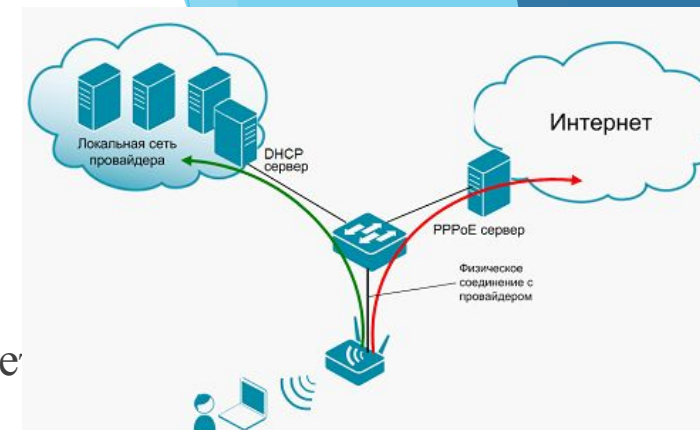 Локальная сеть
провайдера
DHCP
сервер
Интернет
PPPoE сервер
Физическое
соединение с
провайдером